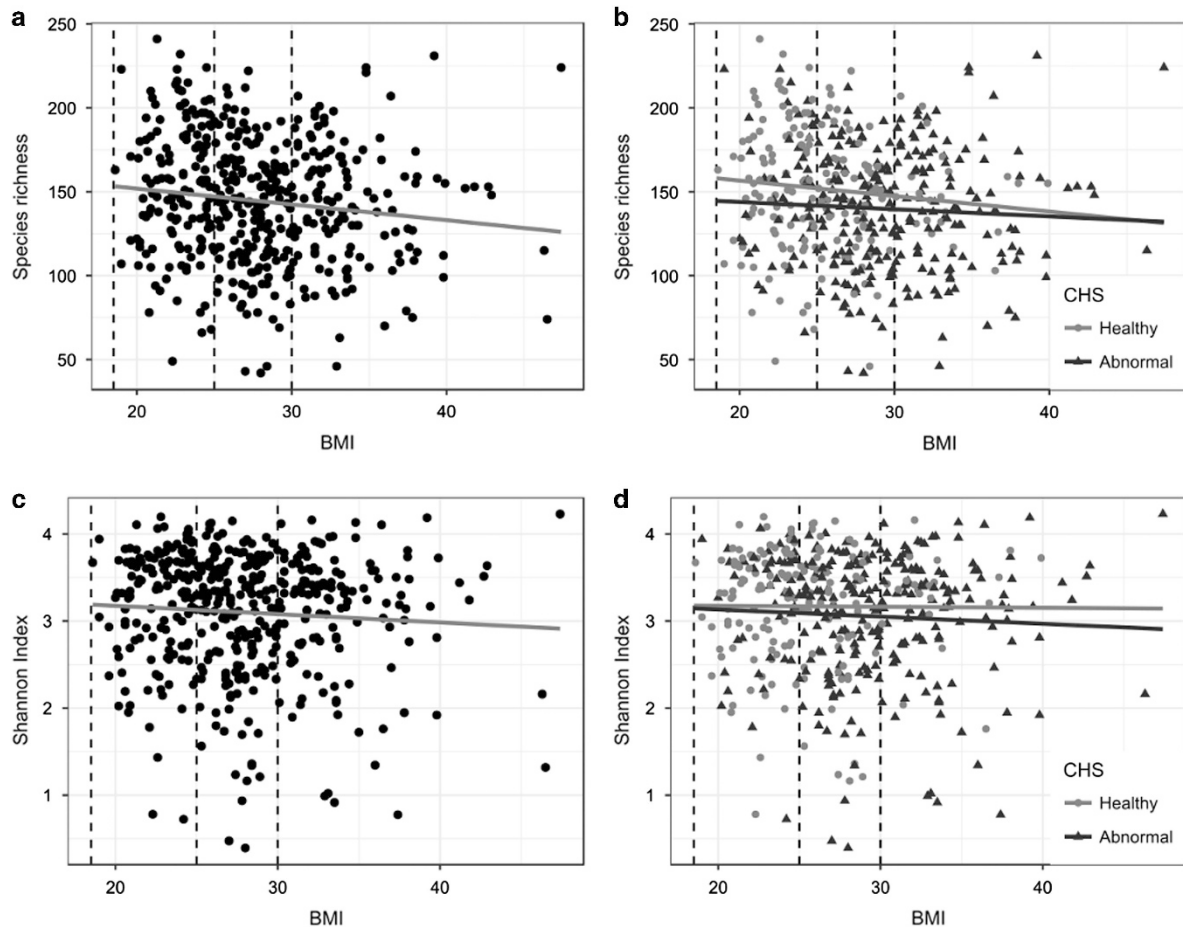 a
250
200
150
100
50
Species richness
20 30 40
BMI
b
250
200
150
100
50
Species richness
CHS
Healthy
Abnormal
20 30 40
BMI
c
4
3
2
1
Shannon Index
20 30 40
BMI
d
4
3
2
1
Shannon Index
CHS
Healthy
Abnormal
20 30 40
BMI